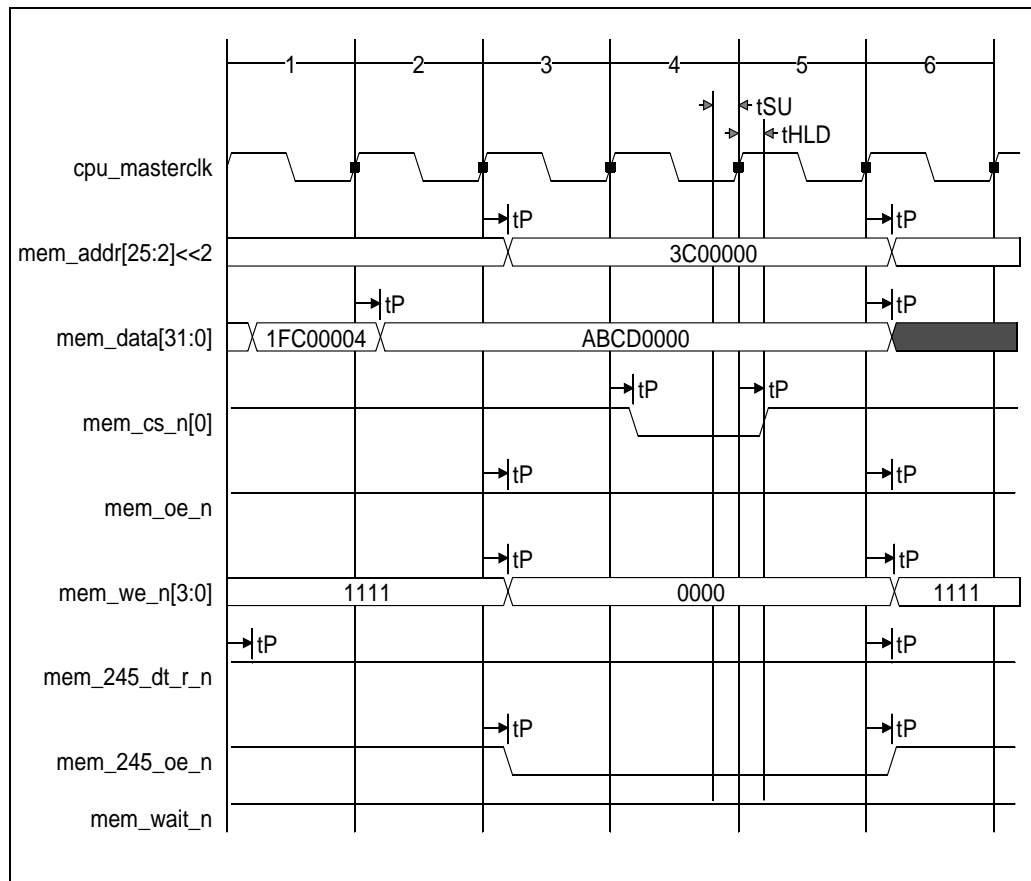 1 2 3 4 5 6
tSU
tHLD
cpu_masterclk
tP tP
mem_addr[25:2]<<2
3C00000
tP tP
mem_data[31:0]
1FC00004 ABCD0000
tP tP
mem_cs_n[0]
tP tP
mem_oe_n
tP tP
mem_we_n[3:0]
1111 0000 1111
tP tP
mem_245_dt_r_n
tP tP
mem_245_oe_n
mem_wait_n